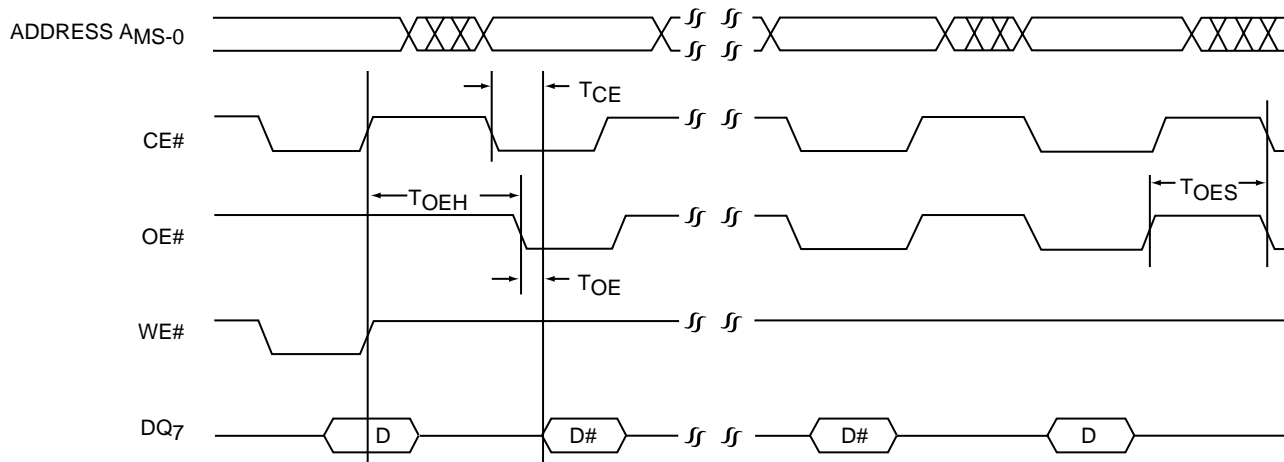 ADDRESS AMS-0
TCE
CE#
TOEH
TOES
OE#
TOE
WE#
DQ7
D
D#
D#
D